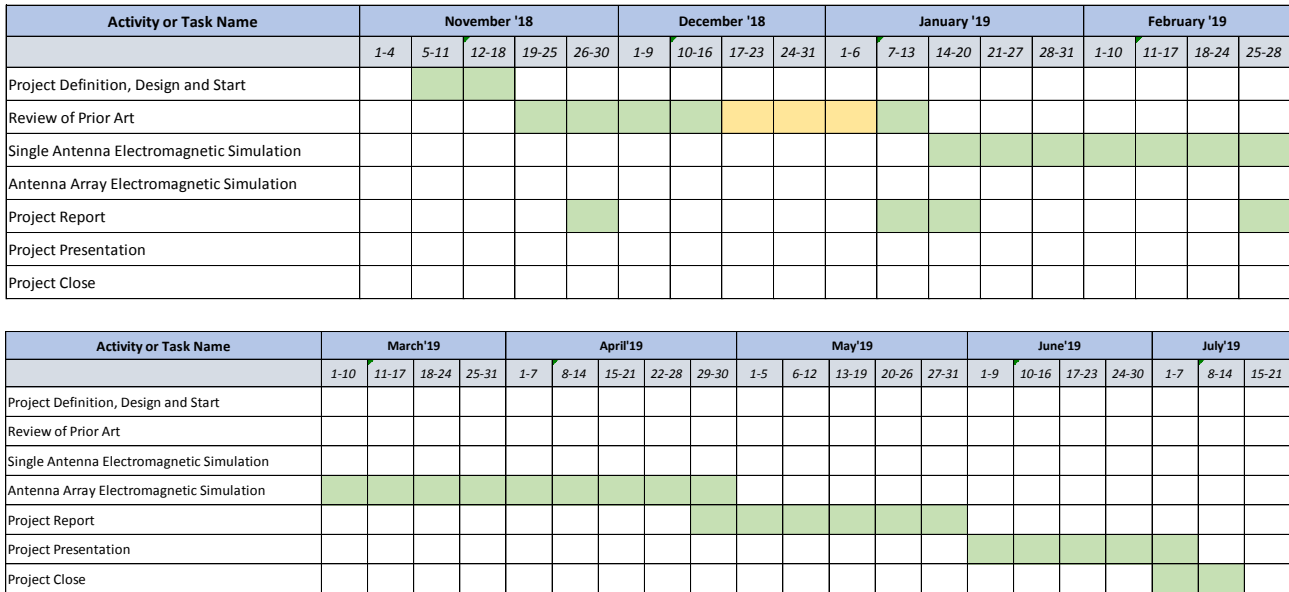 Activity or Task Name November '18 December '18 January '19 February '19
1-4 5-11 12-18 19-25 26-30 1-9 10-16 17-23 24-31 1-6 7-13 14-20 21-27 28-31 1-10 11-17 18-24 25-28
Project Definition, Design and Start
Review of Prior Art
Single Antenna Electromagnetic Simulation
Antenna Array Electromagnetic Simulation
Project Report
Project Presentation
Project Close
Activity or Task Name March'19 April'19 May'19 June'19 July'19
1-10 11-17 18-24 25-31 1-7 8-14 15-21 22-28 29-30 1-5 6-12 13-19 20-26 27-31 1-9 10-16 17-23 24-30 1-7 8-14 15-21
Project Definition, Design and Start
Review of Prior Art
Single Antenna Electromagnetic Simulation
Antenna Array Electromagnetic Simulation
Project Report
Project Presentation
Project Close